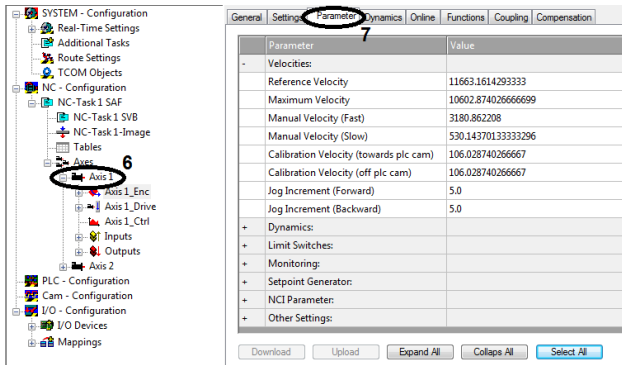 SYSTEM - Configuration
Real-Time Settings
Additional Tasks
Route Settings
TCOM Objects
NC - Configuration
NC-Task 1 SAF
NC-Task 1 SVB
NC-Task 1-Image
Tables
Axes
6
Axis 1
Axis 1_Enc
Axis 1_Drive
Axis 1_Ctrl
Inputs
Outputs
Axis 2
PLC - Configuration
Cam - Configuration
I/O - Configuration
I/O Devices
Mappings
General Settings Parameter Dynamics Online Functions Coupling Compensation
7
Parameter Value
- Velocities:
Reference Velocity 11663.1614293333
Maximum Velocity 10602.874026666699
Manual Velocity (Fast) 3180.862208
Manual Velocity (Slow) 530.14370133333296
Calibration Velocity (towards plc cam) 106.028740266667
Calibration Velocity (off plc cam) 106.028740266667
Jog Increment (Forward) 5.0
Jog Increment (Backward) 5.0
+ Dynamics:
+ Limit Switches:
+ Monitoring:
+ Setpoint Generator:
+ NCI Parameter:
+ Other Settings:
Download Upload Expand All Collaps All Select All